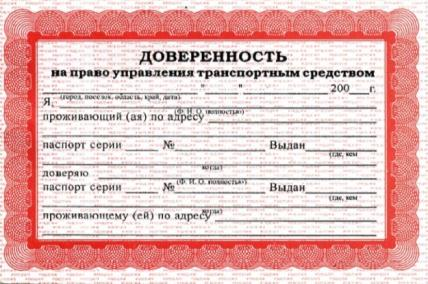 ДОВЕРЕННОСТЬ
на право управления транспортным средством
" " 200 г.
(город, поселок, область, край, дата)
Я,
(Ф. И. О. полностью)
проживающий (ая) по адресу
паспорт серии № Выдан
(где, кем
когда)
доверяю
(Ф. И. О. полностью)
паспорт серии № Выдан
(где, кем
когда)
проживающему (ей) по адресу